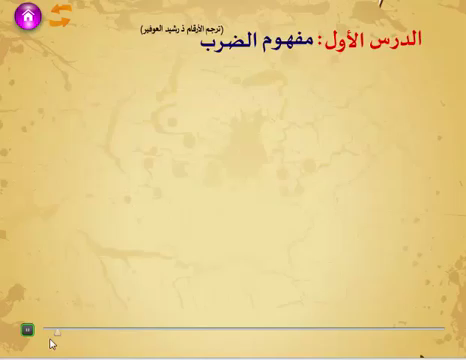 الدرس الأول: مفهوم الضرب
(ترجم الأرقام ذ رشيد العوفير)